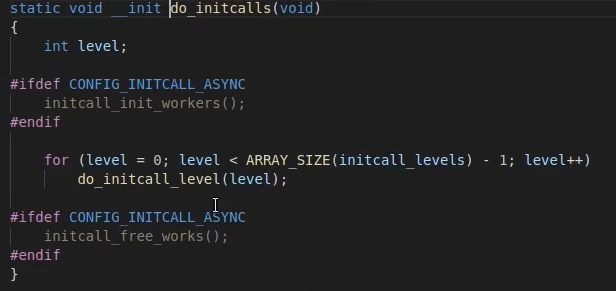 static void __init do_initcalls(void)
{
    int level;

#ifdef CONFIG_INITCALL_ASYNC
    initcall_init_workers();
#endif

    for (level = 0; level < ARRAY_SIZE(initcall_levels) - 1; level++)
        do_initcall_level(level);

#ifdef CONFIG_INITCALL_ASYNC
    initcall_free_works();
#endif
}